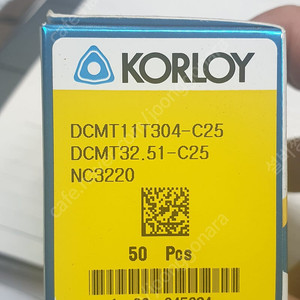 KORLOY
DCMT11T304-C25
DCMT32.51-C25
NC3220
50 Pcs